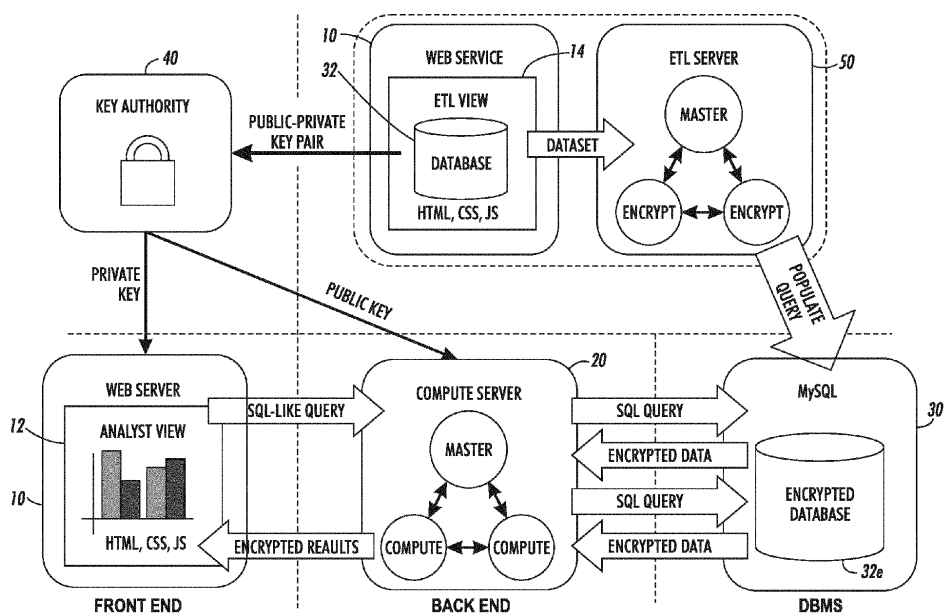 40
KEY AUTHORITY
PUBLIC-PRIVATE
KEY PAIR
10
WEB SERVICE
32
14
ETL VIEW
DATABASE
HTML, CSS, JS
DATASET
ETL SERVER
50
MASTER
ENCRYPT
ENCRYPT
PRIVATE
KEY
PUBLIC KEY
POPULATE
QUERY
WEB SERVER
12
ANALYST VIEW
10
HTML, CSS, JS
SQL-LIKE QUERY
ENCRYPTED REAULTS
20
COMPUTE SERVER
MASTER
COMPUTE
COMPUTE
SQL QUERY
ENCRYPTED DATA
SQL QUERY
ENCRYPTED DATA
MySQL
30
ENCRYPTED
DATABASE
32e
FRONT END
BACK END
DBMS